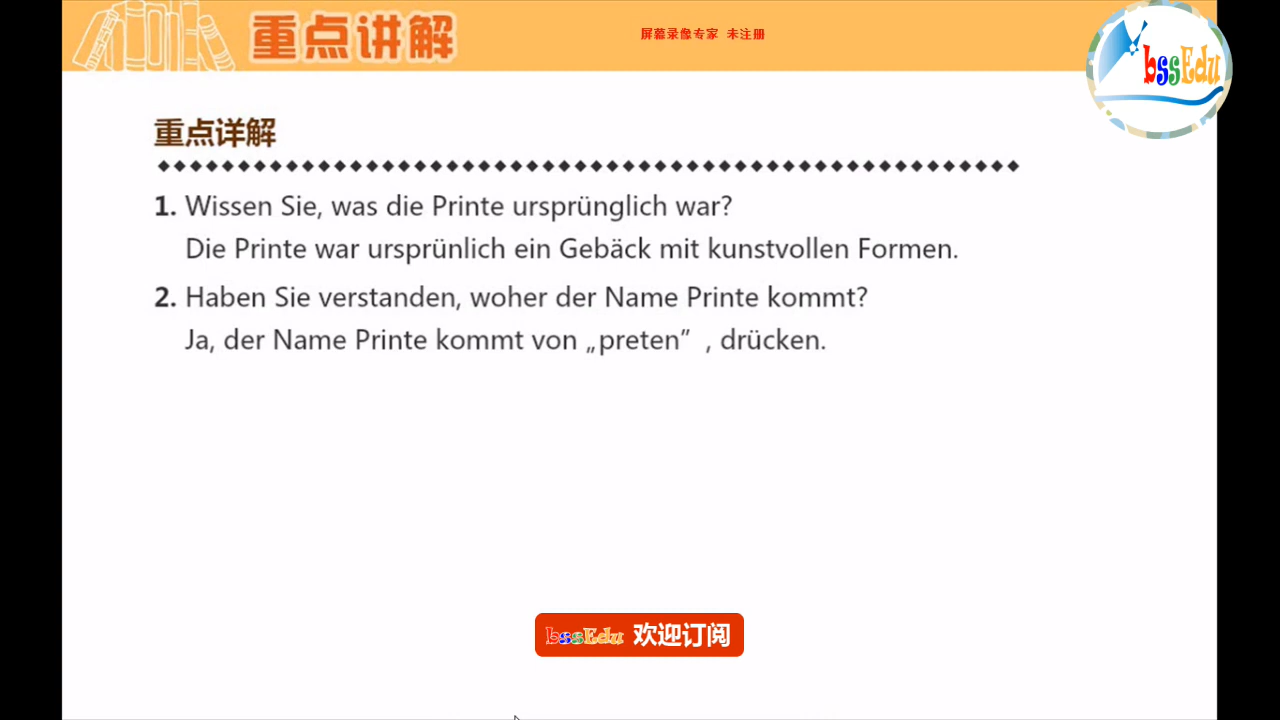 重点讲解
屏幕录像专家 未注册
bssEdu
重点详解
1. Wissen Sie, was die Printe ursprünglich war?
Die Printe war ursprünlich ein Gebäck mit kunstvollen Formen.
2. Haben Sie verstanden, woher der Name Printe kommt?
Ja, der Name Printe kommt von „preten” , drücken.
bssEdu 欢迎订阅